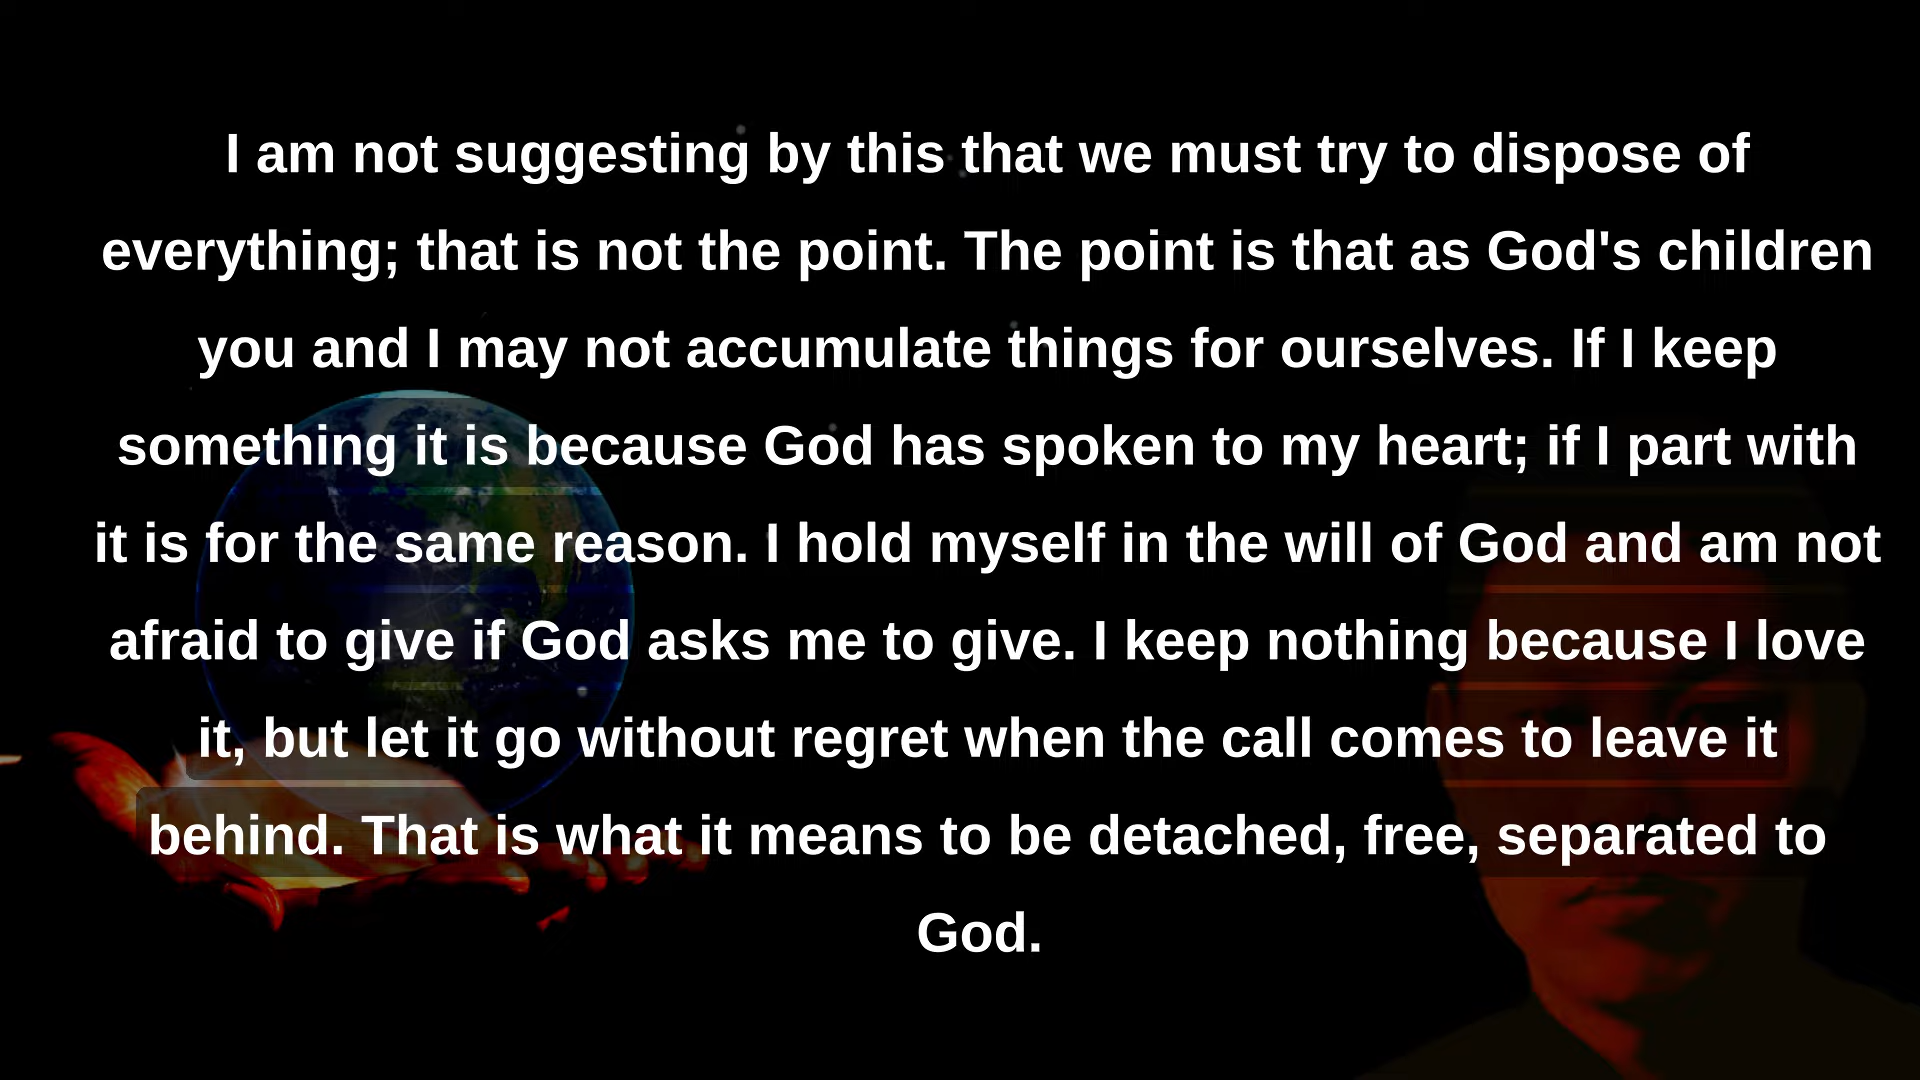 I am not suggesting by this that we must try to dispose of
everything; that is not the point. The point is that as God's children
you and I may not accumulate things for ourselves. If I keep
something it is because God has spoken to my heart; if I part with
it is for the same reason. I hold myself in the will of God and am not
afraid to give if God asks me to give. I keep nothing because I love
it, but let it go without regret when the call comes to leave it
behind. That is what it means to be detached, free, separated to
God.